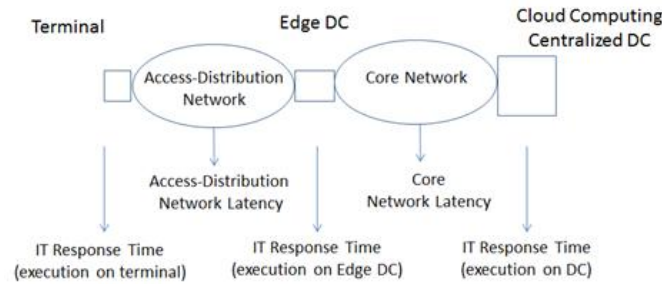 Terminal
Edge DC
Cloud Computing
Centralized DC
Access-Distribution
Network
Core Network
Access-Distribution
Network Latency
Core
Network Latency
IT Response Time
(execution on terminal)
IT Response Time
(execution on Edge DC)
IT Response Time
(execution on DC)